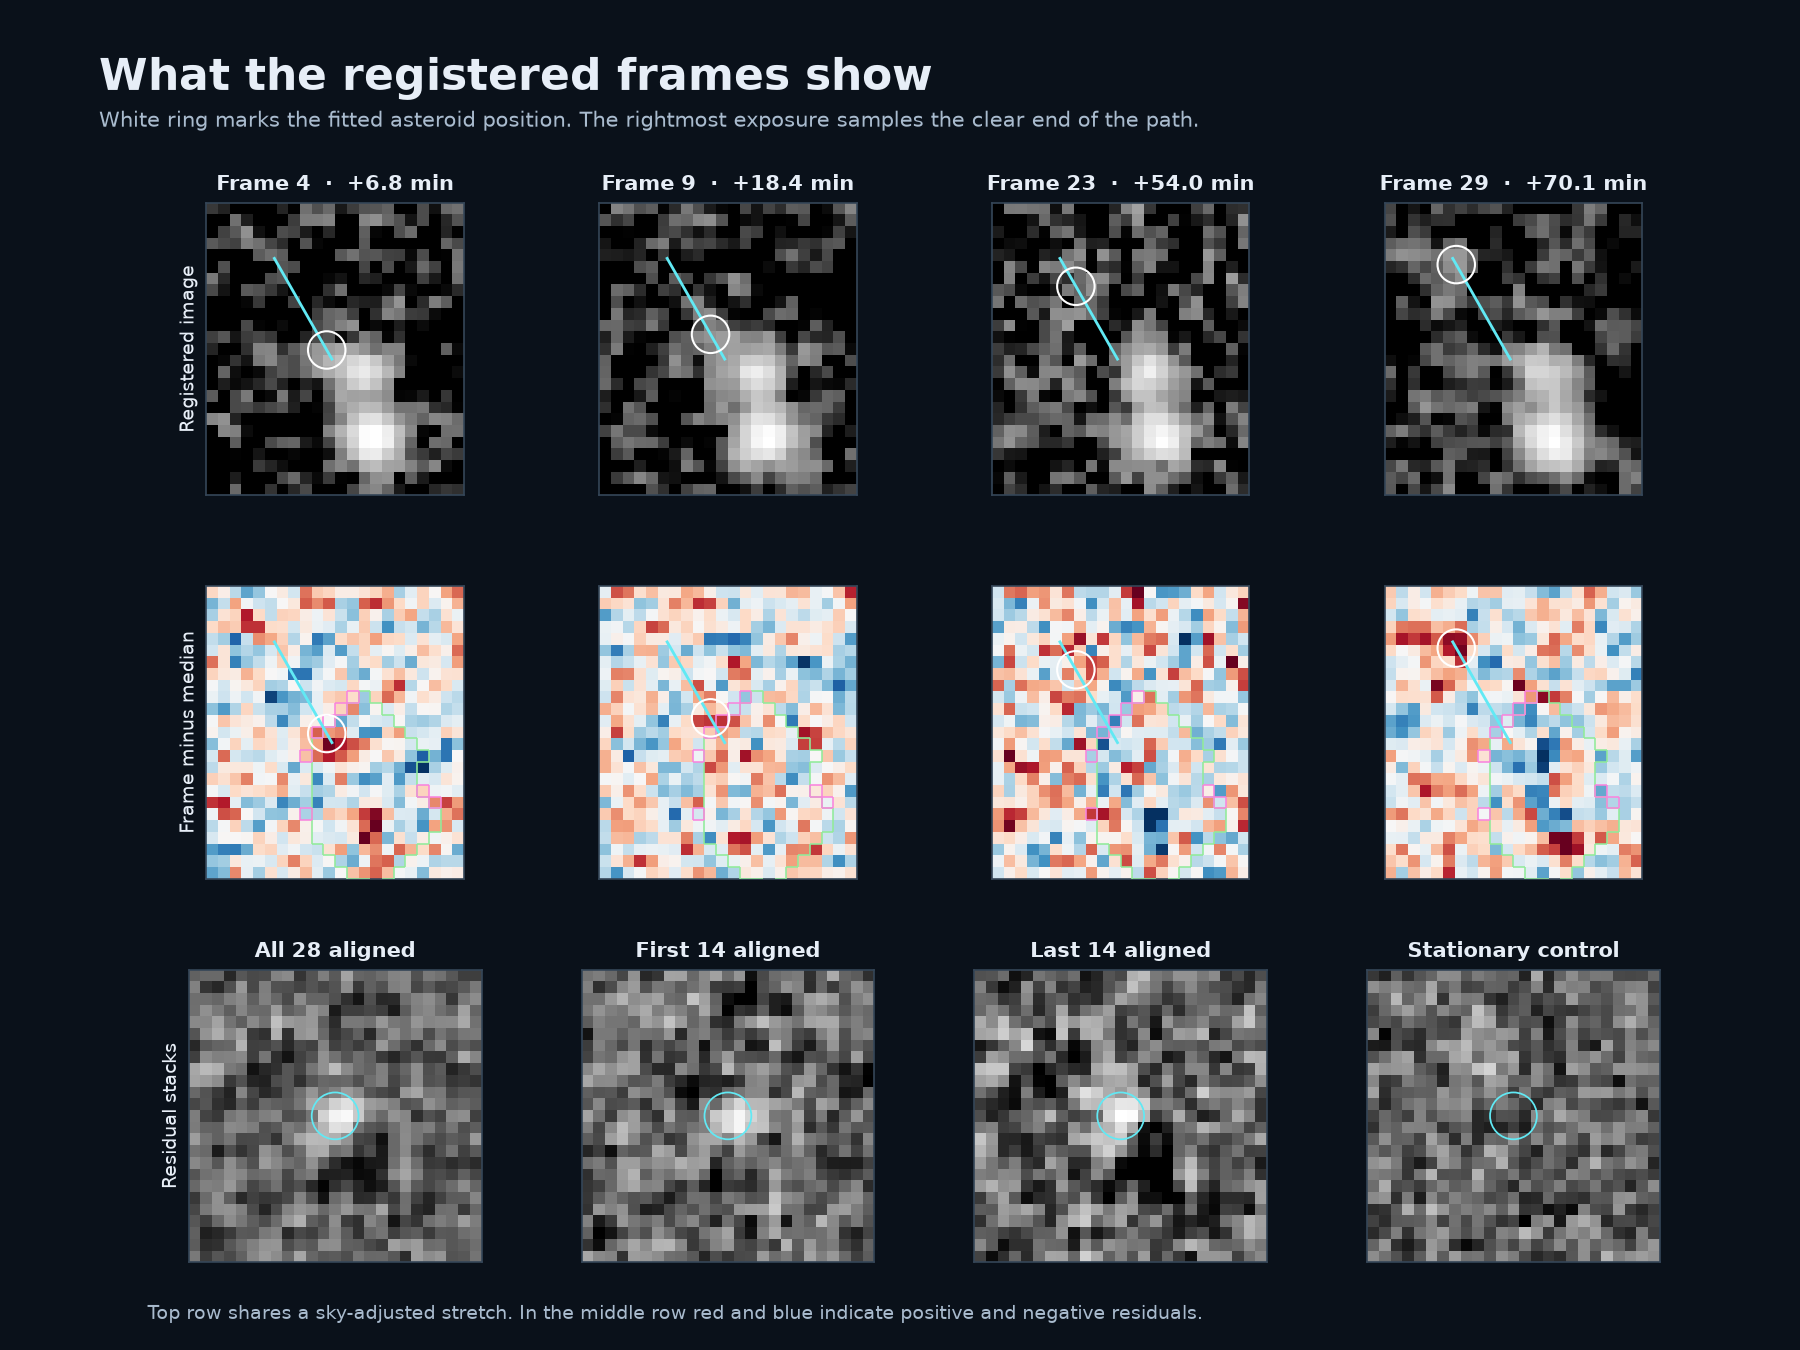 What the registered frames show
White ring marks the fitted asteroid position. The rightmost exposure samples the clear end of the path.
Frame 4 · +6.8 min
Frame 9 · +18.4 min
Frame 23 · +54.0 min
Frame 29 · +70.1 min
Registered image
Frame minus median
All 28 aligned
First 14 aligned
Last 14 aligned
Stationary control
Residual stacks
Top row shares a sky-adjusted stretch. In the middle row red and blue indicate positive and negative residuals.